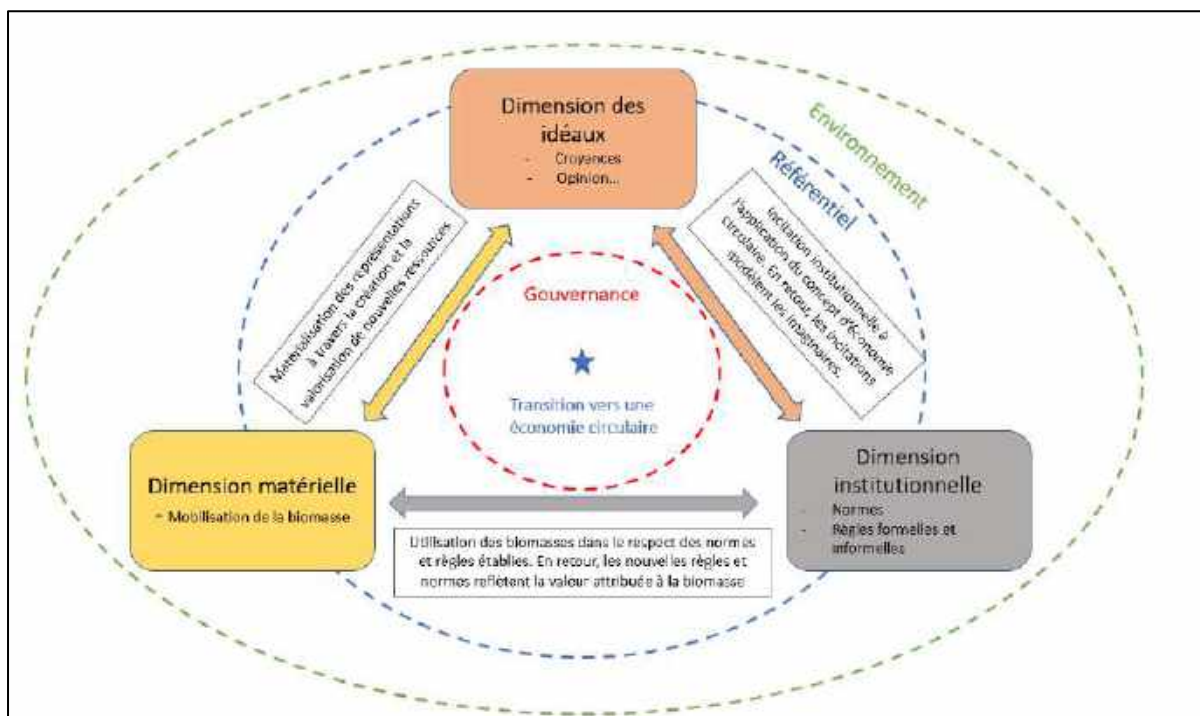 Dimension des
idéaux
- Croyances
- Opinion...
Environnement
Référentiel
Matérialisation des représentations
à travers la création et la
valorisation de nouvelles ressources
Incitation institutionnelle à
l'application du concept d'économie
circulaire. En retour, les incitations
modèlent les imaginaires.
Gouvernance
Transition vers une
économie circulaire
Dimension matérielle
- Mobilisation de la biomasse
Dimension
institutionnelle
- Normes
- Règles formelles et
informelles
Utilisation des biomasses dans le respect des normes
et règles établies. En retour, les nouvelles règles et
normes reflètent la valeur attribuée à la biomasse